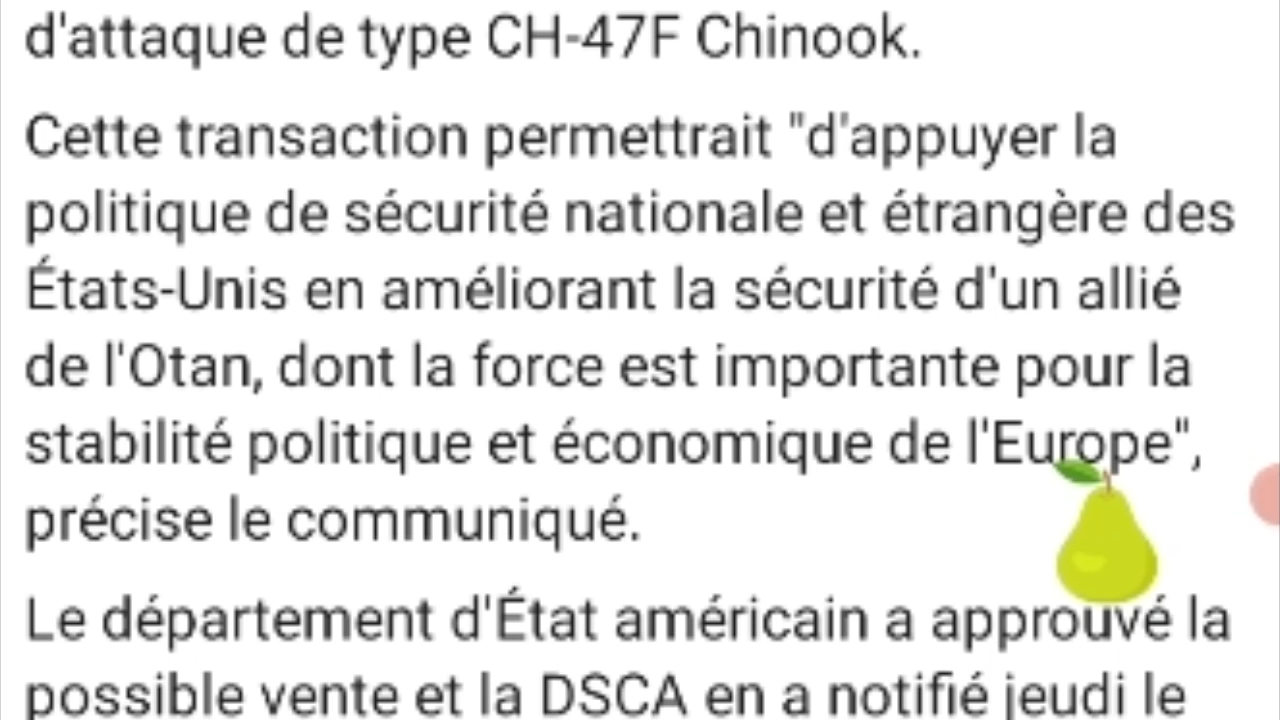 d'attaque de type CH-47F Chinook.
Cette transaction permettrait "d'appuyer la
politique de sécurité nationale et étrangère des
États-Unis en améliorant la sécurité d'un allié
de l'Otan, dont la force est importante pour la
stabilité politique et économique de l'Europe",
précise le communiqué.
Le département d'État américain a approuvé la
possible vente et la DSCA en a notifié jeudi le